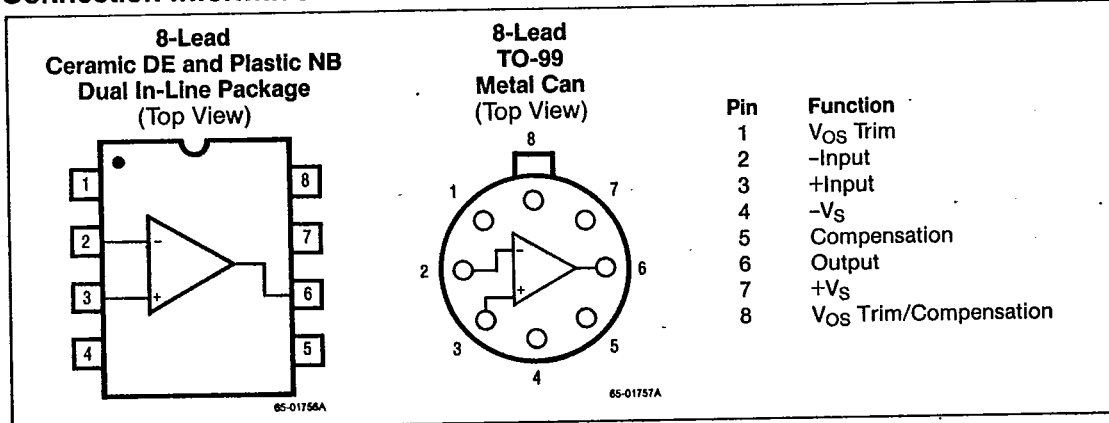 8-Lead
Ceramic DE and Plastic NB
Dual In-Line Package
(Top View)
1
2
3
4
8
7
6
5
−
+
65-01756A
8-Lead
TO-99
Metal Can
(Top View)
8
1
7
2
6
3
5
4
−
+
65-01757A
Pin Function
1 VOS Trim
2 –Input
3 +Input
4 –VS
5 Compensation
6 Output
7 +VS
8 VOS Trim/Compensation